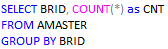 SELECT BRID, COUNT(*) as CNT
FROM AMASTER
GROUP BY BRID